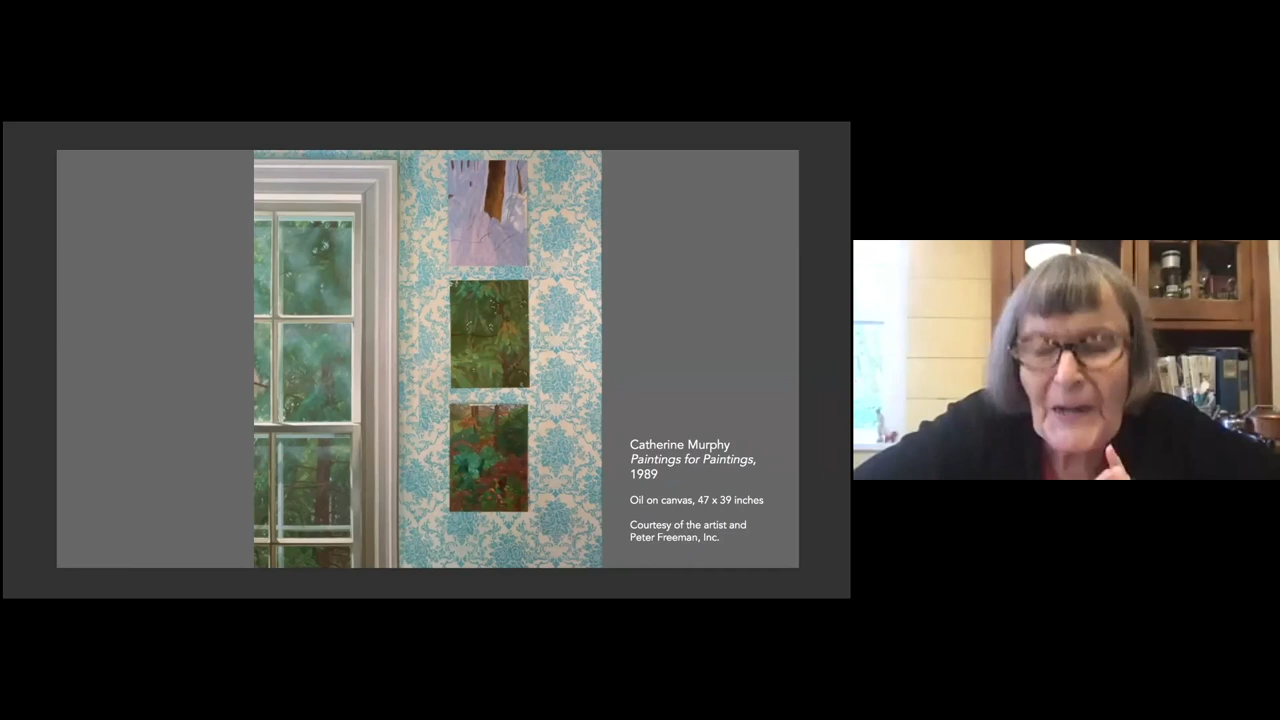 Catherine Murphy
Paintings for Paintings,
1989
Oil on canvas, 47 x 39 inches
Courtesy of the artist and
Peter Freeman, Inc.